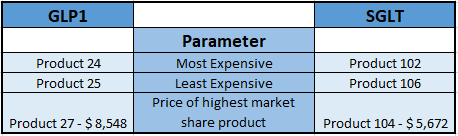 GLP1 SGLT
Parameter
Product 24 Most Expensive Product 102
Product 25 Least Expensive Product 106
Product 27 - $ 8,548 Price of highest market share product Product 104 - $ 5,672